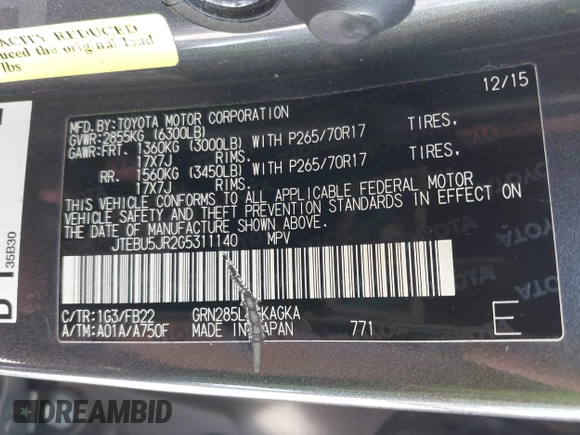 ACITY REDUCED
uced the original load
lbs
12/15
MFD.BY:TOYOTA MOTOR CORPORATION
GVWR:2855KG (6300LB)
GAWR:FRT. 1360KG (3000LB) WITH P265/70R17 TIRES,
17X7J RIMS.
RR. 1560KG (3450LB) WITH P265/70R17 TIRES,
17X7J RIMS.
THIS VEHICLE CONFORMS TO ALL APPLICABLE FEDERAL MOTOR
VEHICLE SAFETY AND THEFT PREVENTION STANDARDS IN EFFECT ON
THE DATE OF MANUFACTURE SHOWN ABOVE.
JTEBU5JR2G5311140 MPV
C/TR:1G3/FB22 GRN285L- KAGKA
A/TM:A01A/A750F MADE IN JAPAN 771
E
35B30
TOYOTA
DREAMBID